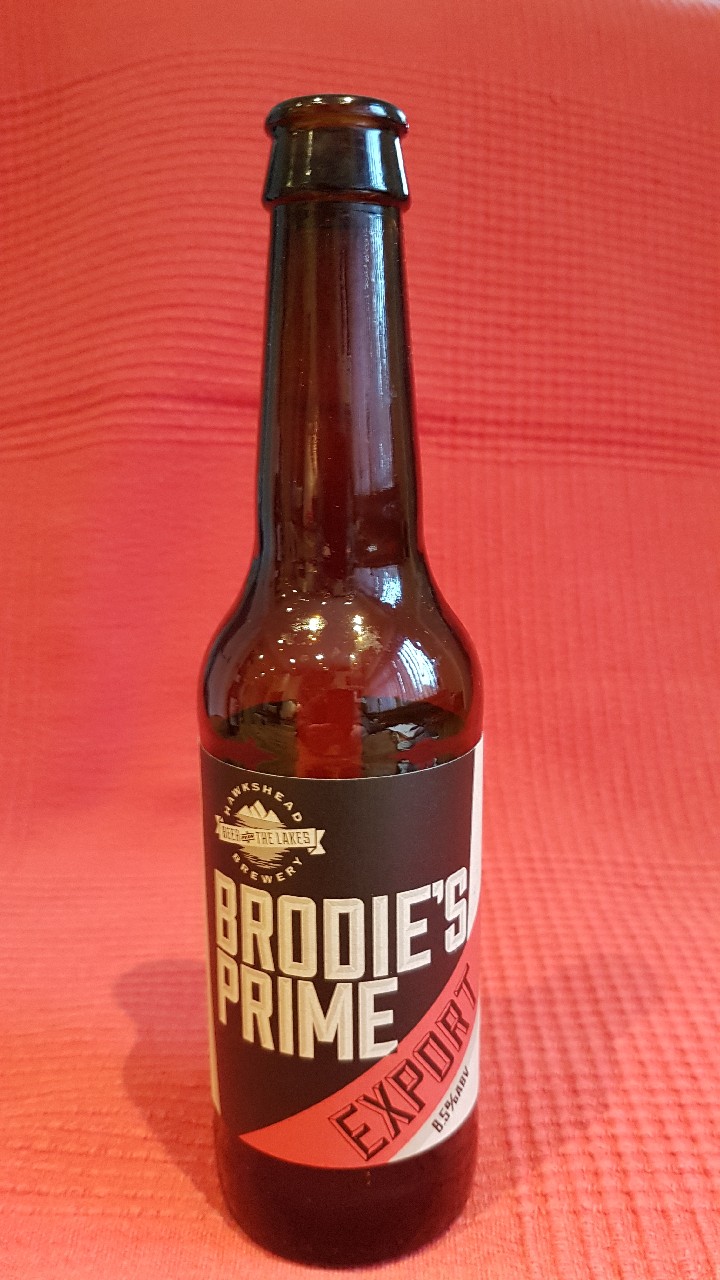 HAWKSHEAD
BEER FROM THE LAKES
BREWERY
BRODIE'S
PRIME
EXPORT
8.5% ABV